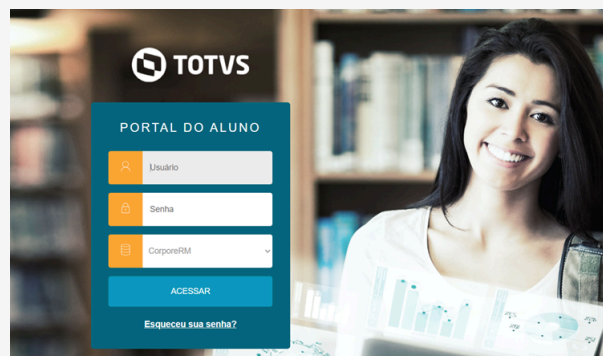 TOTVS
PORTAL DO ALUNO
Usuário
Senha
CorporeRM
ACESSAR
Esqueceu sua senha?